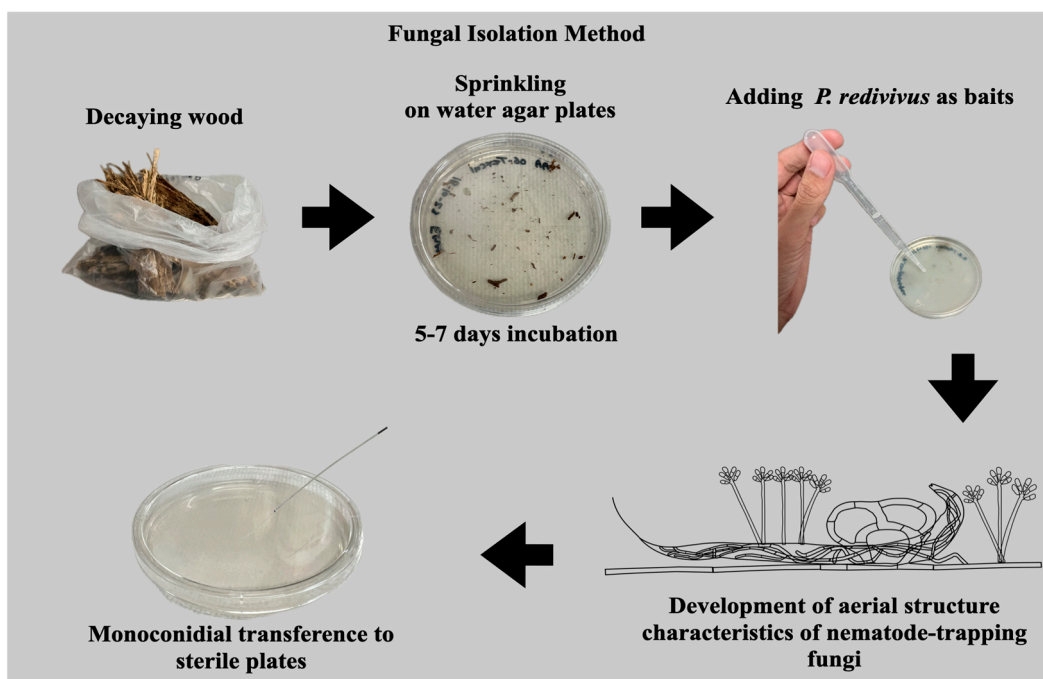 Fungal Isolation Method
Decaying wood
Sprinkling
on water agar plates
Adding P. redivivus as baits
5-7 days incubation
Development of aerial structure
characteristics of nematode-trapping
fungi
Monoconidial transference to
sterile plates